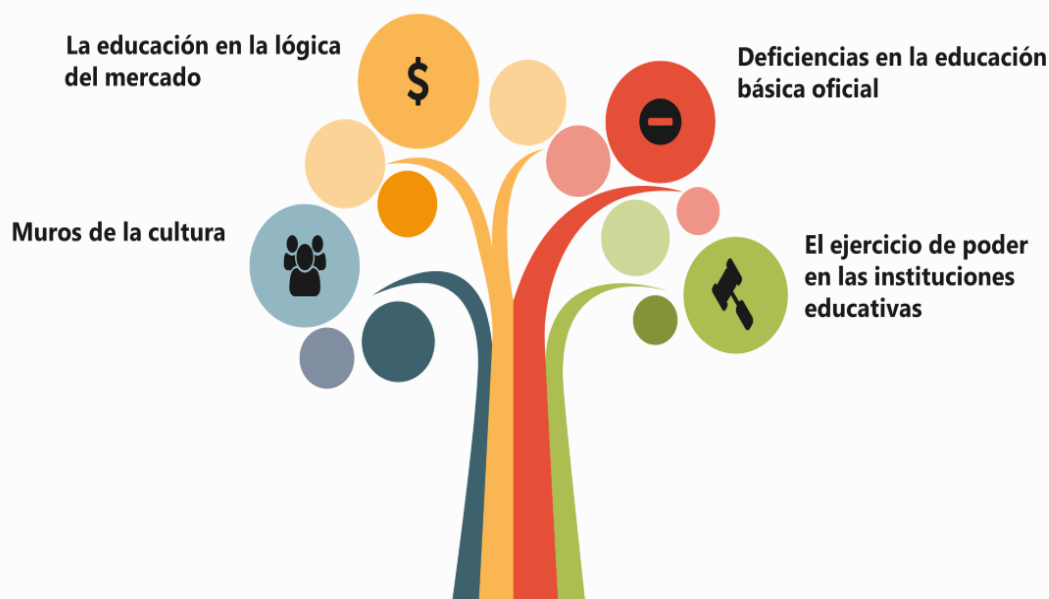 La educación en la lógica
del mercado
$
Deficiencias en la educación
básica oficial
Muros de la cultura
El ejercicio de poder
en las instituciones
educativas